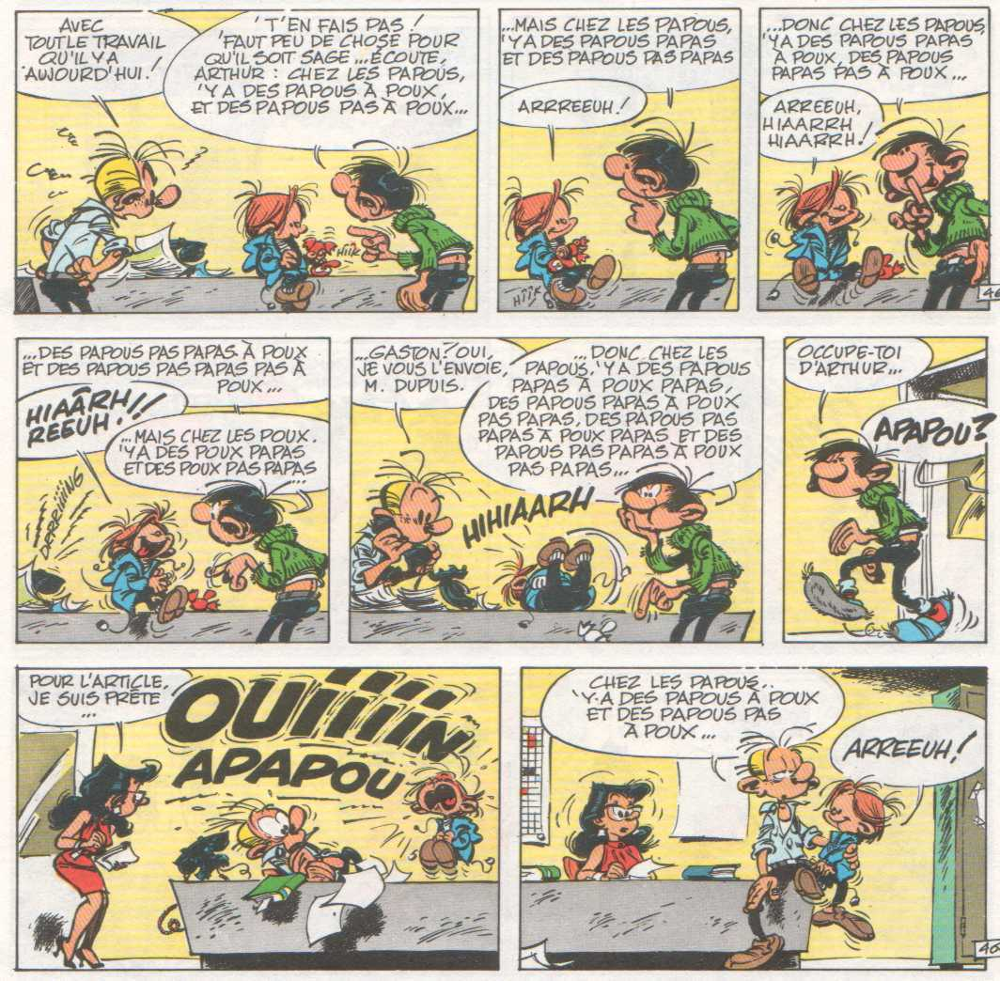 AVEC
TOUT LE TRAVAIL
QU'IL Y A
AUJOURD'HUI!
T'EN FAIS PAS!
'FAUT PEU DE CHOSE POUR
QU'IL SOIT SAGE...ÉCOUTE,
ARTHUR : CHEZ LES PAPOUS,
'Y A DES PAPOUS À POUX,
ET DES PAPOUS PAS À POUX...
HIIK
...MAIS CHEZ LES PAPOUS,
'Y A DES PAPOUS PAPAS
ET DES PAPOUS PAS PAPAS
ARRREEUH!
HIIK
...DONC CHEZ LES PAPOUS,
'Y A DES PAPOUS PAPAS
À POUX, DES PAPOUS
PAPAS PAS À POUX...
ARREEUH,
HIAARRH
HIAARRH!
46
...DES PAPOUS PAS PAPAS À POUX
ET DES PAPOUS PAS PAPAS PAS À
POUX...
HIAÂRH
REEUH!!!
...MAIS CHEZ LES POUX.
'Y A DES POUX PAPAS
ET DES POUX PAS PAPAS
...
...GASTON? OUI,
JE VOUS L'ENVOIE,
M. DUPUIS.
... DONC CHEZ LES
PAPOUS, 'Y A DES PAPOUS
PAPAS À POUX PAPAS,
DES PAPOUS PAPAS À POUX
PAS PAPAS, DES PAPOUS PAS
PAPAS À POUX PAPAS ET DES
PAPOUS PAS PAPAS À POUX
PAS PAPAS...
HIHIAARH
OCCUPE-TOI
D'ARTHUR...
APAPOU?
POUR L'ARTICLE,
JE SUIS PRÊTE
...
OUIIIIIN
APAPOU
CHEZ LES PAPOUS..
'Y A DES PAPOUS À POUX
ET DES PAPOUS PAS
À POUX...
ARREEUH!
46